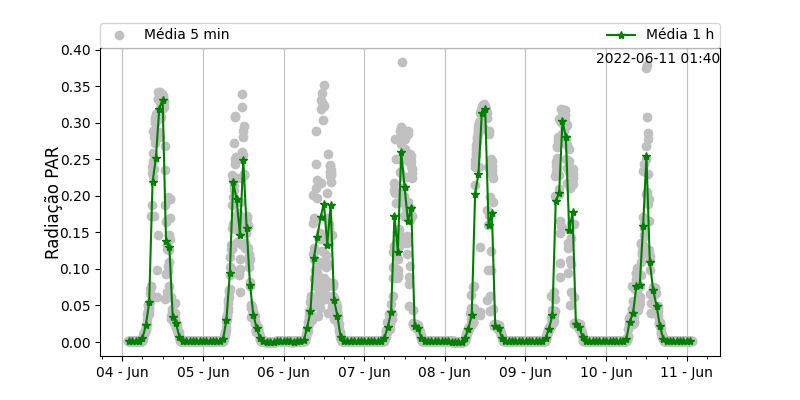 Média 5 min
Média 1 h
2022-06-11 01:40
Radiação PAR
0.40
0.35
0.30
0.25
0.20
0.15
0.10
0.05
0.00
04 - Jun 05 - Jun 06 - Jun 07 - Jun 08 - Jun 09 - Jun 10 - Jun 11 - Jun